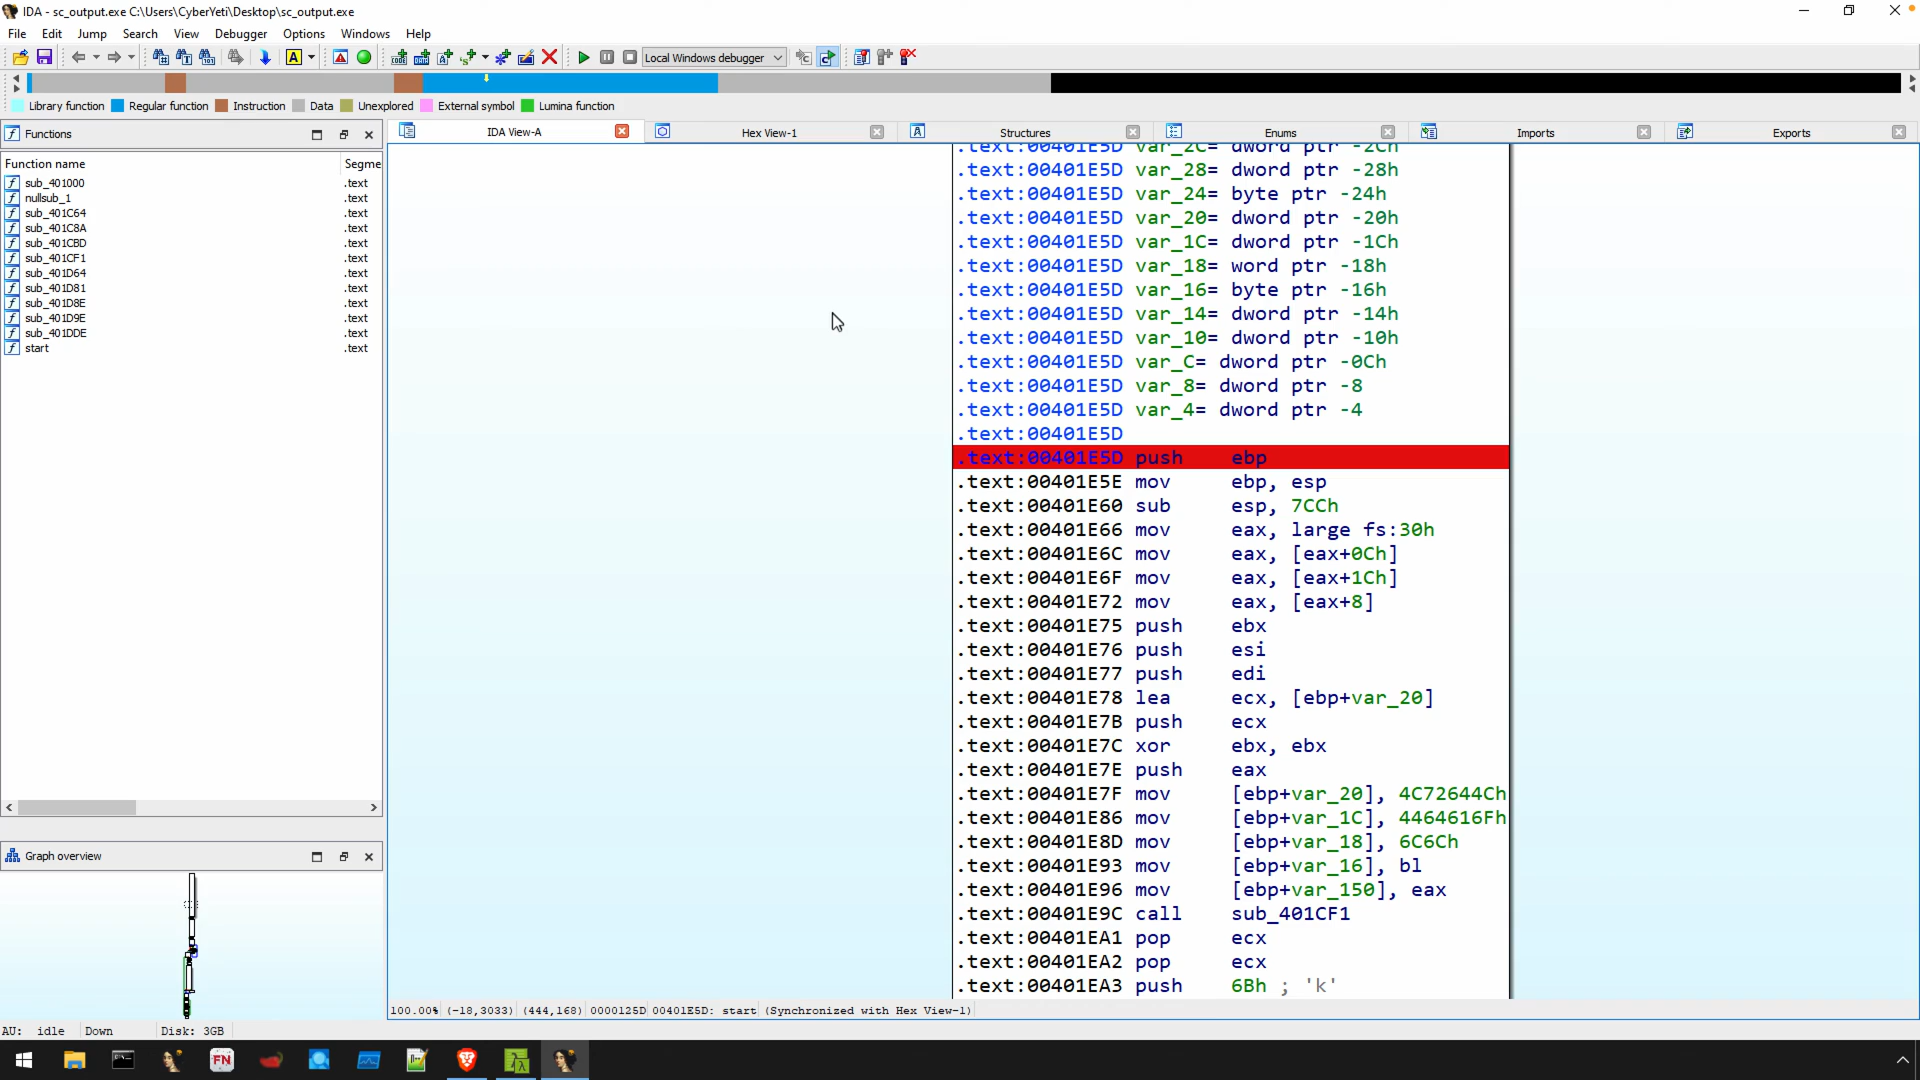 IDA - sc_output.exe C:\Users\CyberYeti\Desktop\sc_output.exe
File Edit Jump Search View Debugger Options Windows Help
Local Windows debugger
Library function Regular function Instruction Data Unexplored External symbol Lumina function
Functions
Function name Segme
sub_401000 .text
nullsub_1 .text
sub_401C64 .text
sub_401C8A .text
sub_401CBD .text
sub_401CF1 .text
sub_401D64 .text
sub_401D81 .text
sub_401D8E .text
sub_401D9E .text
sub_401DDE .text
start .text
Graph overview
IDA View-A Hex View-1 Structures Enums Imports Exports
.text:00401E5D var_2C= dword ptr -2Ch
.text:00401E5D var_28= dword ptr -28h
.text:00401E5D var_24= byte ptr -24h
.text:00401E5D var_20= dword ptr -20h
.text:00401E5D var_1C= dword ptr -1Ch
.text:00401E5D var_18= word ptr -18h
.text:00401E5D var_16= byte ptr -16h
.text:00401E5D var_14= dword ptr -14h
.text:00401E5D var_10= dword ptr -10h
.text:00401E5D var_C= dword ptr -0Ch
.text:00401E5D var_8= dword ptr -8
.text:00401E5D var_4= dword ptr -4
.text:00401E5D
.text:00401E5D push ebp
.text:00401E5E mov ebp, esp
.text:00401E60 sub esp, 7CCh
.text:00401E66 mov eax, large fs:30h
.text:00401E6C mov eax, [eax+0Ch]
.text:00401E6F mov eax, [eax+1Ch]
.text:00401E72 mov eax, [eax+8]
.text:00401E75 push ebx
.text:00401E76 push esi
.text:00401E77 push edi
.text:00401E78 lea ecx, [ebp+var_20]
.text:00401E7B push ecx
.text:00401E7C xor ebx, ebx
.text:00401E7E push eax
.text:00401E7F mov [ebp+var_20], 4C72644Ch
.text:00401E86 mov [ebp+var_1C], 4464616Fh
.text:00401E8D mov [ebp+var_18], 6C6Ch
.text:00401E93 mov [ebp+var_16], bl
.text:00401E96 mov [ebp+var_150], eax
.text:00401E9C call sub_401CF1
.text:00401EA1 pop ecx
.text:00401EA2 pop ecx
.text:00401EA3 push 6Bh ; 'k'
100.00% (-18,3033) (444,168) 0000125D 00401E5D: start (Synchronized with Hex View-1)
AU: idle Down Disk: 3GB
FN